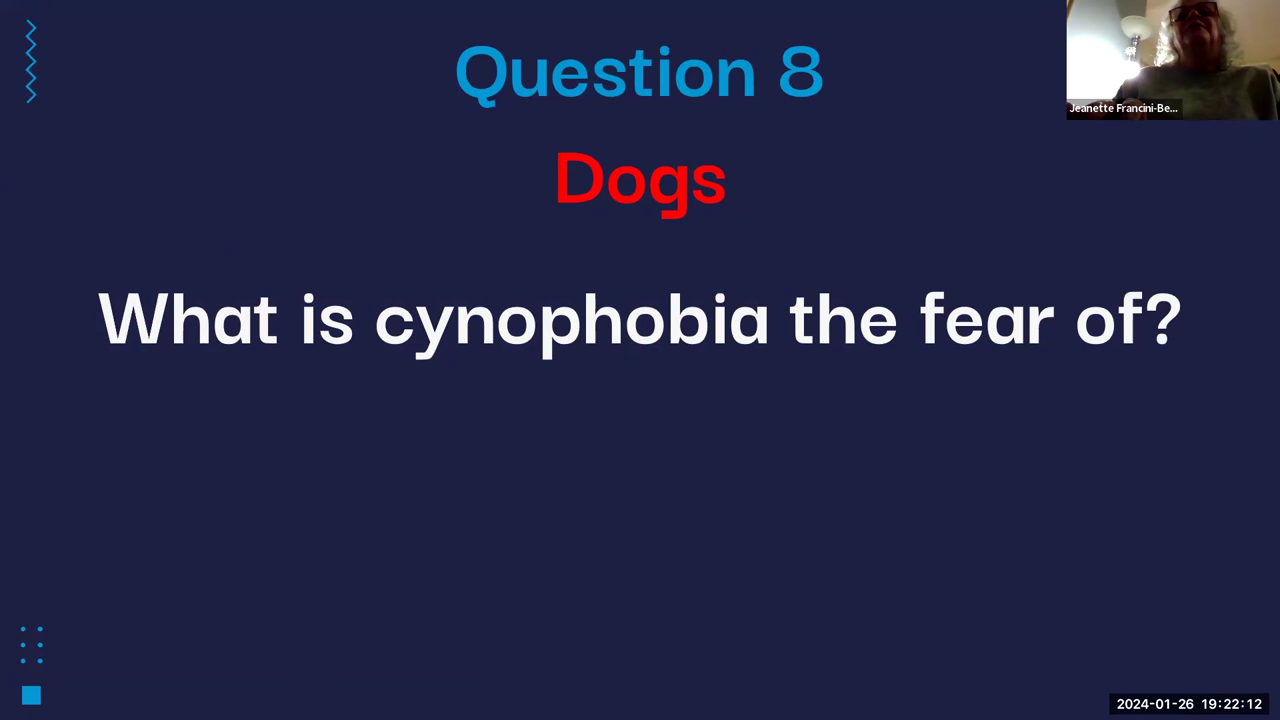 Question 8
Jeanette Francini-Be...
Dogs
What is cynophobia the fear of?
2024-01-26 19:22:12